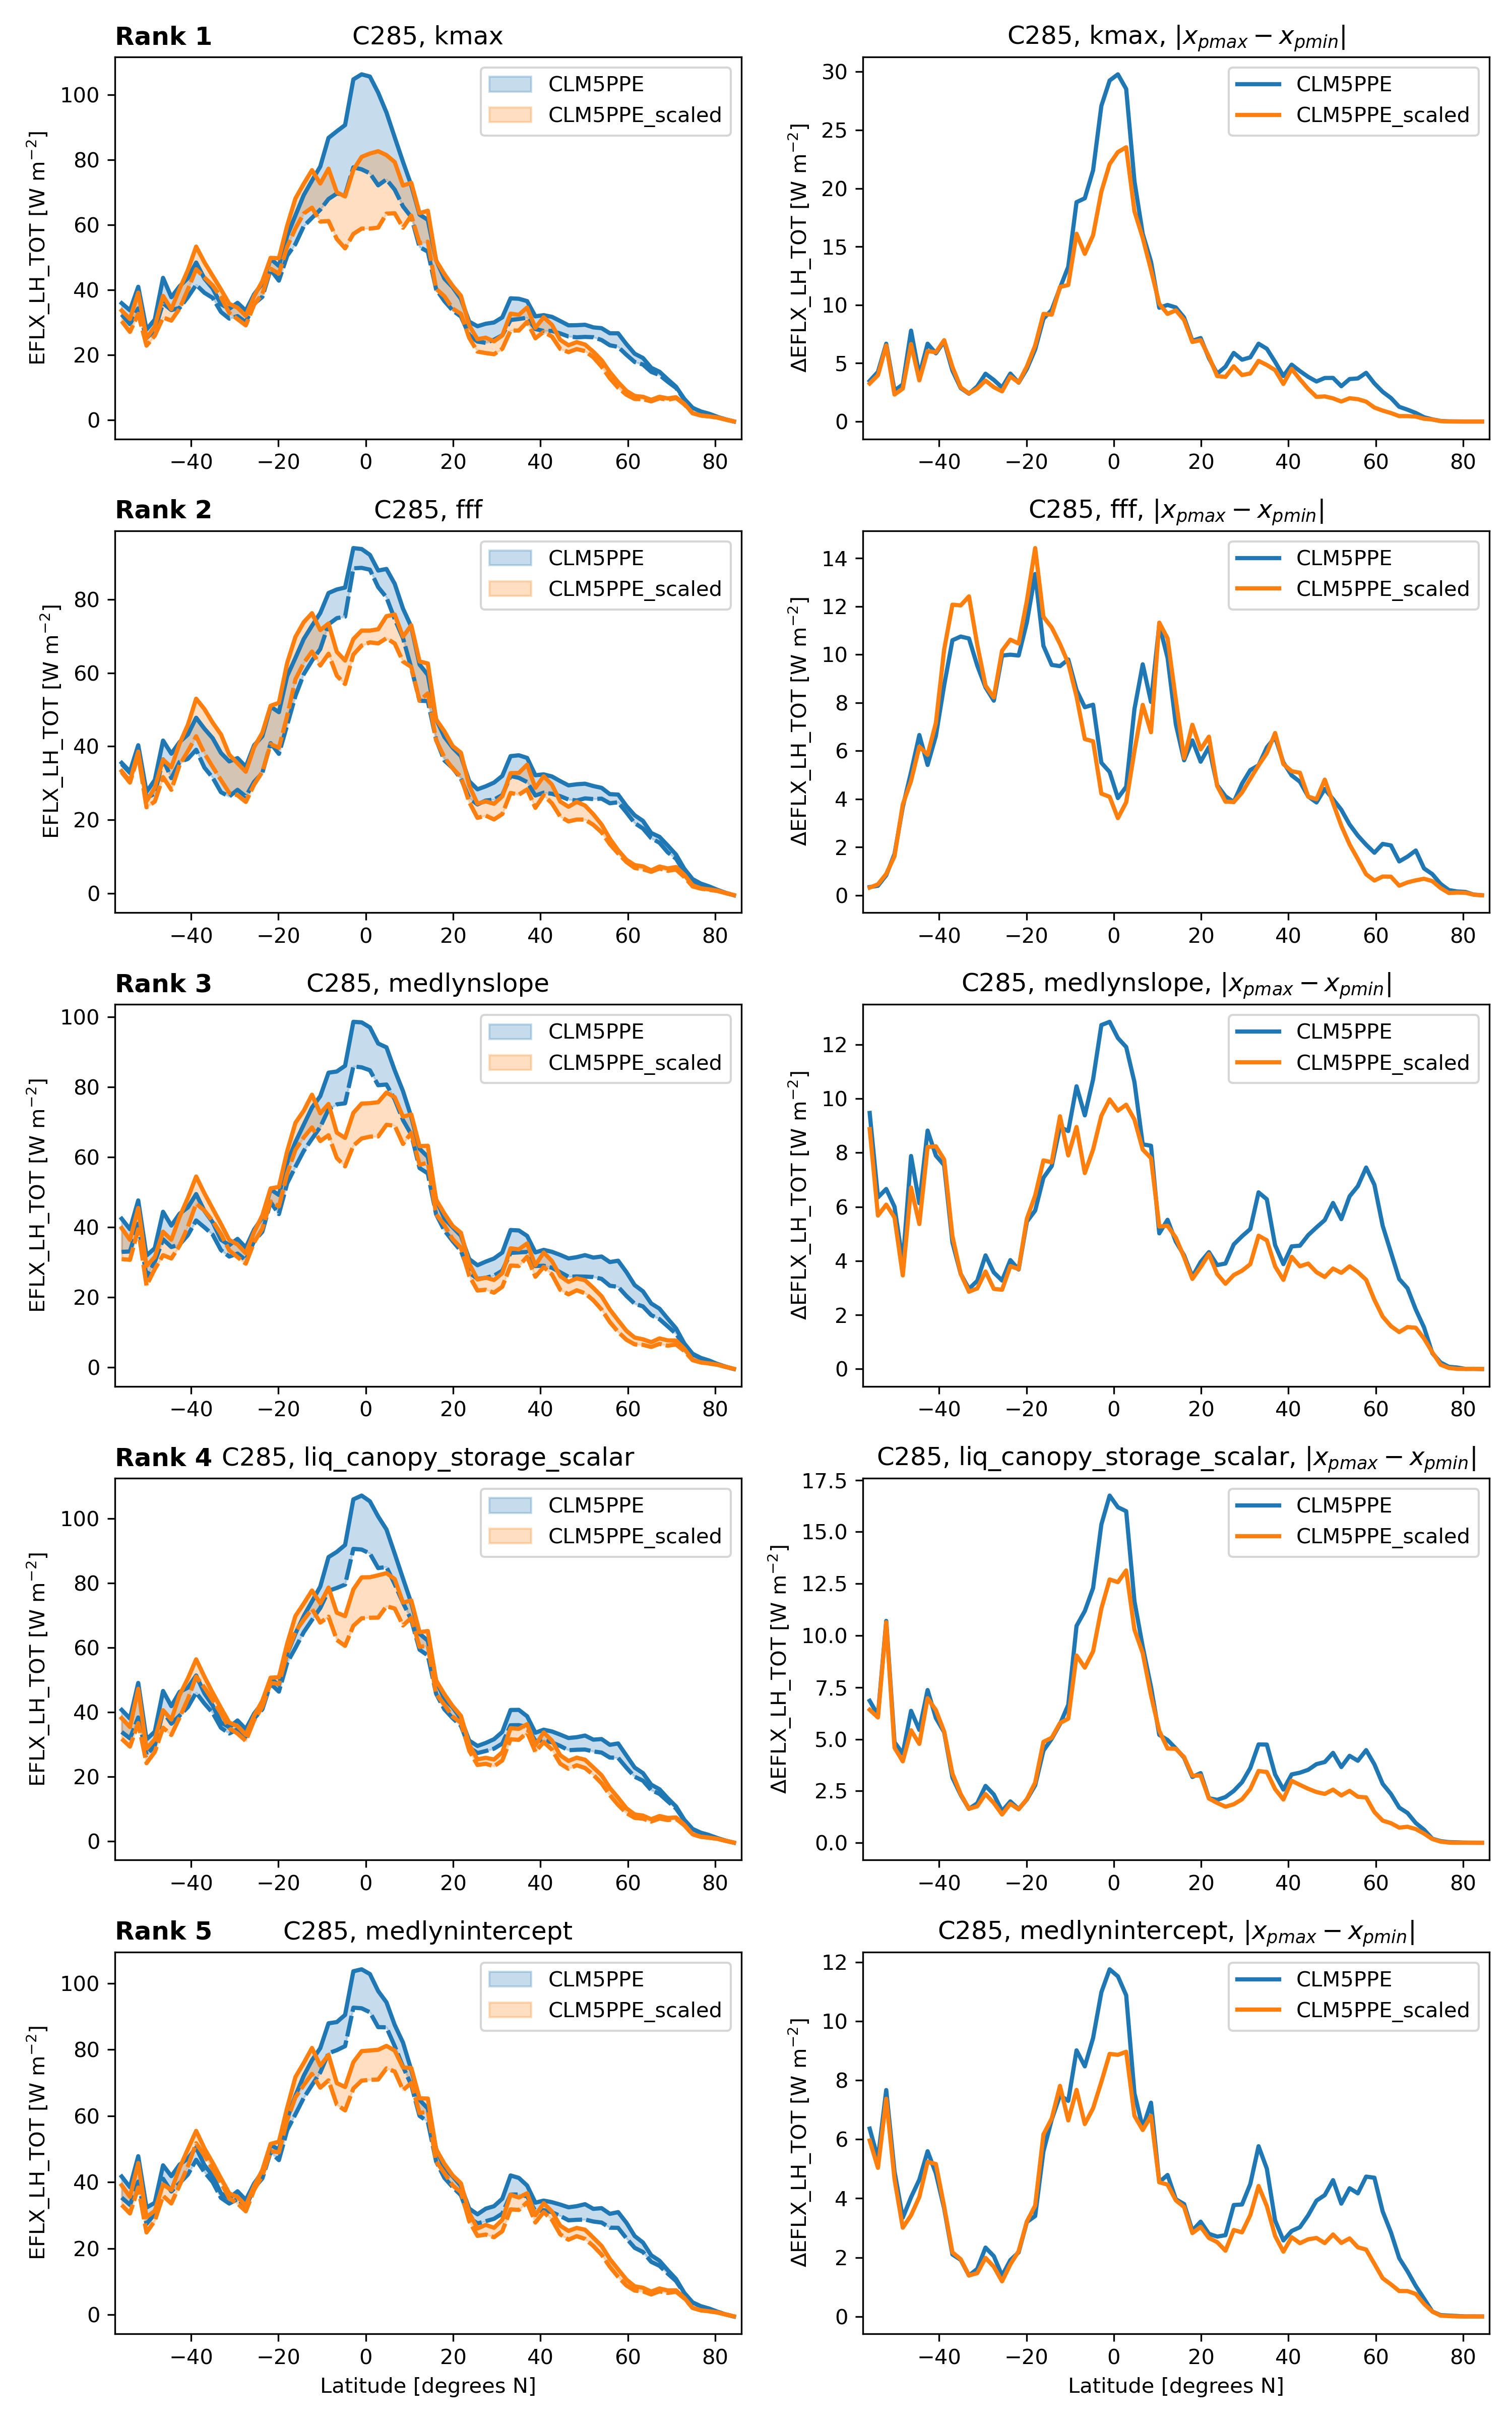 Rank 1
C285, kmax
C285, kmax, |x_pmax − x_pmin|
EFLX_LH_TOT [W m⁻²]
100
80
60
40
20
0
CLM5PPE
CLM5PPE_scaled
−40 −20 0 20 40 60 80
ΔEFLX_LH_TOT [W m⁻²]
30
25
20
15
10
5
0
CLM5PPE
CLM5PPE_scaled
−40 −20 0 20 40 60 80
Rank 2
C285, fff
C285, fff, |x_pmax − x_pmin|
EFLX_LH_TOT [W m⁻²]
80
60
40
20
0
CLM5PPE
CLM5PPE_scaled
−40 −20 0 20 40 60 80
ΔEFLX_LH_TOT [W m⁻²]
14
12
10
8
6
4
2
0
CLM5PPE
CLM5PPE_scaled
−40 −20 0 20 40 60 80
Rank 3
C285, medlynslope
C285, medlynslope, |x_pmax − x_pmin|
EFLX_LH_TOT [W m⁻²]
100
80
60
40
20
0
CLM5PPE
CLM5PPE_scaled
−40 −20 0 20 40 60 80
ΔEFLX_LH_TOT [W m⁻²]
12
10
8
6
4
2
0
CLM5PPE
CLM5PPE_scaled
−40 −20 0 20 40 60 80
Rank 4
C285, liq_canopy_storage_scalar
C285, liq_canopy_storage_scalar, |x_pmax − x_pmin|
EFLX_LH_TOT [W m⁻²]
100
80
60
40
20
0
CLM5PPE
CLM5PPE_scaled
−40 −20 0 20 40 60 80
ΔEFLX_LH_TOT [W m⁻²]
17.5
15.0
12.5
10.0
7.5
5.0
2.5
0.0
CLM5PPE
CLM5PPE_scaled
−40 −20 0 20 40 60 80
Rank 5
C285, medlynintercept
C285, medlynintercept, |x_pmax − x_pmin|
EFLX_LH_TOT [W m⁻²]
100
80
60
40
20
0
CLM5PPE
CLM5PPE_scaled
−40 −20 0 20 40 60 80
Latitude [degrees N]
ΔEFLX_LH_TOT [W m⁻²]
12
10
8
6
4
2
0
CLM5PPE
CLM5PPE_scaled
−40 −20 0 20 40 60 80
Latitude [degrees N]